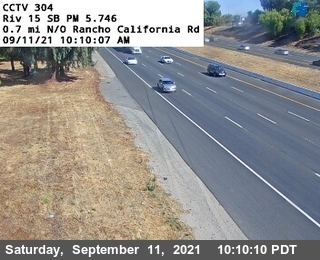 CCTV 304
Riv 15 SB PM 5.746
0.7 mi N/O Rancho California Rd
09/11/21 10:10:07 AM
Saturday, September 11, 2021 10:10:10 PDT